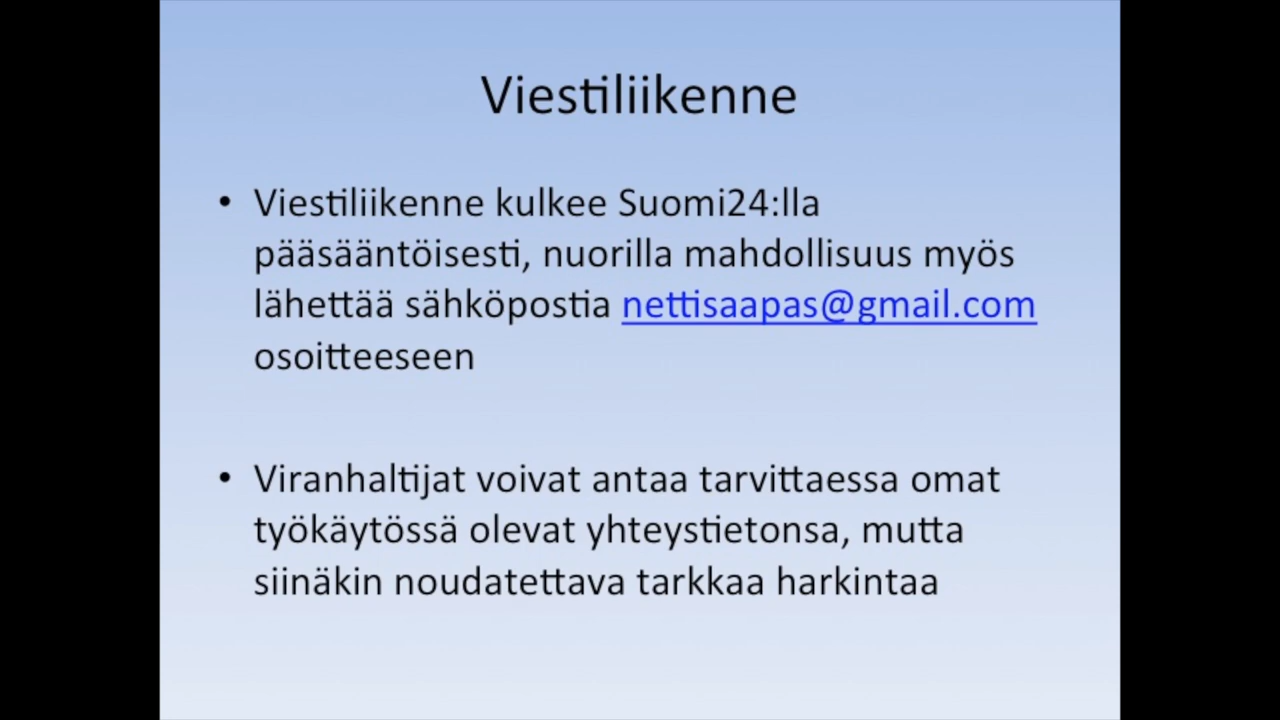 Viestiliikenne
• Viestiliikenne kulkee Suomi24:lla
pääsääntöisesti, nuorilla mahdollisuus myös
lähettää sähköpostia nettisaapas@gmail.com
osoitteeseen
• Viranhaltijat voivat antaa tarvittaessa omat
työkäytössä olevat yhteystietonsa, mutta
siinäkin noudatettava tarkkaa harkintaa